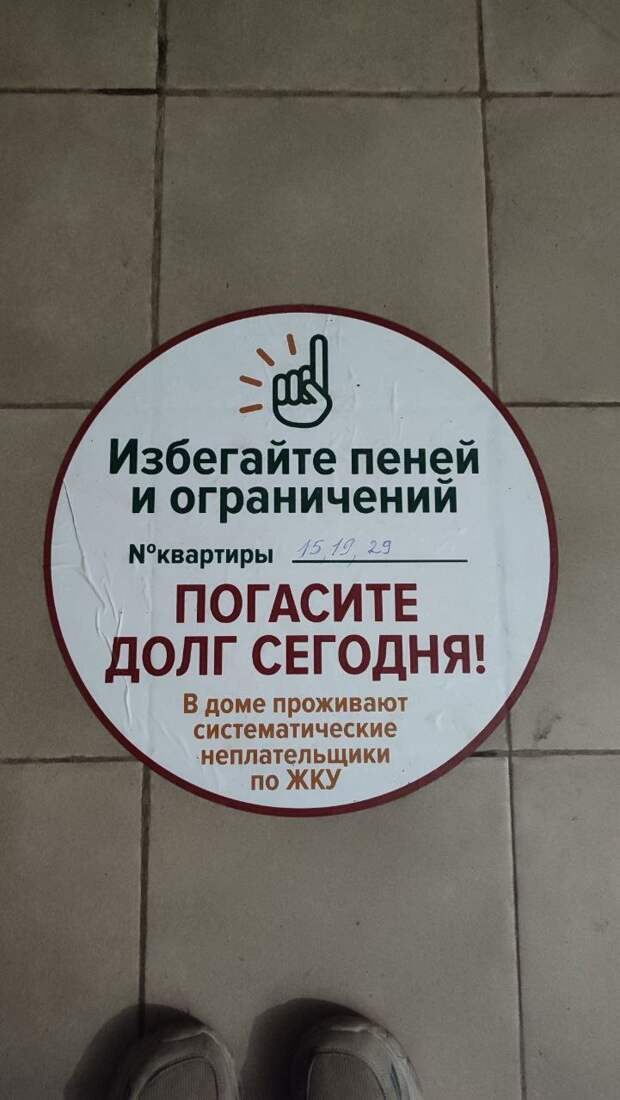 Избегайте пеней
и ограничений
№квартиры 15, 19, 29
ПОГАСИТЕ
ДОЛГ СЕГОДНЯ!
В доме проживают
систематические
неплательщики
по ЖКУ